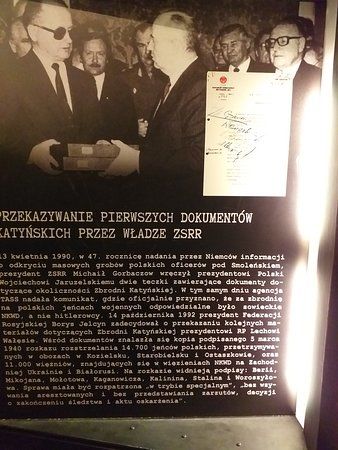 PRZEKAZYWANIE PIERWSZYCH DOKUMENTÓW
KATYŃSKICH PRZEZ WŁADZE ZSRR
13 kwietnia 1990, w 47. rocznicę nadania przez Niemców informacji
o odkryciu masowych grobów polskich oficerów pod Smoleńskiem,
prezydent ZSRR Michaił Gorbaczow wręczył prezydentowi Polski
Wojciechowi Jaruzelskiemu dwie teczki zawierające dokumenty do-
tyczące okoliczności Zbrodni Katyńskiej. W tym samym dniu agencja
TASS nadała komunikat, gdzie oficjalnie przyznano, że za zbrodnie
na polskich jeńcach wojennych odpowiedzialne było sowieckie
NKWD, a nie hitlerowcy. 14 października 1992 prezydent Federacji
Rosyjskiej Borys Jelcyn zadecydował o przekazaniu kolejnych ma-
teriałów dotyczących Zbrodni Katyńskiej prezydentowi RP Lechowi
Wałęsie. Wśród dokumentów znalazła się kopia podpisanego 5 marca
1940 rozkazu rozstrzelania 14.700 jeńców polskich, przetrzymywa-
nych w obozach w Kozielsku, Starobielsku i Ostaszkowie, oraz
11.000 więźniów, znajdujących się w więzieniach NKWD na Zachod-
niej Ukrainie i Białorusi. Na rozkazie widnieją podpisy: Berii,
Mikojana, Mołotowa, Kaganowicza, Kalinina, Stalina i Woroszyło-
wa. Sprawa miała być rozpatrzona „w trybie specjalnym", „bez wzy-
wania aresztowanych i bez przedstawiania zarzutów, decyzji
o zakończeniu śledztwa i aktu oskarżenia".